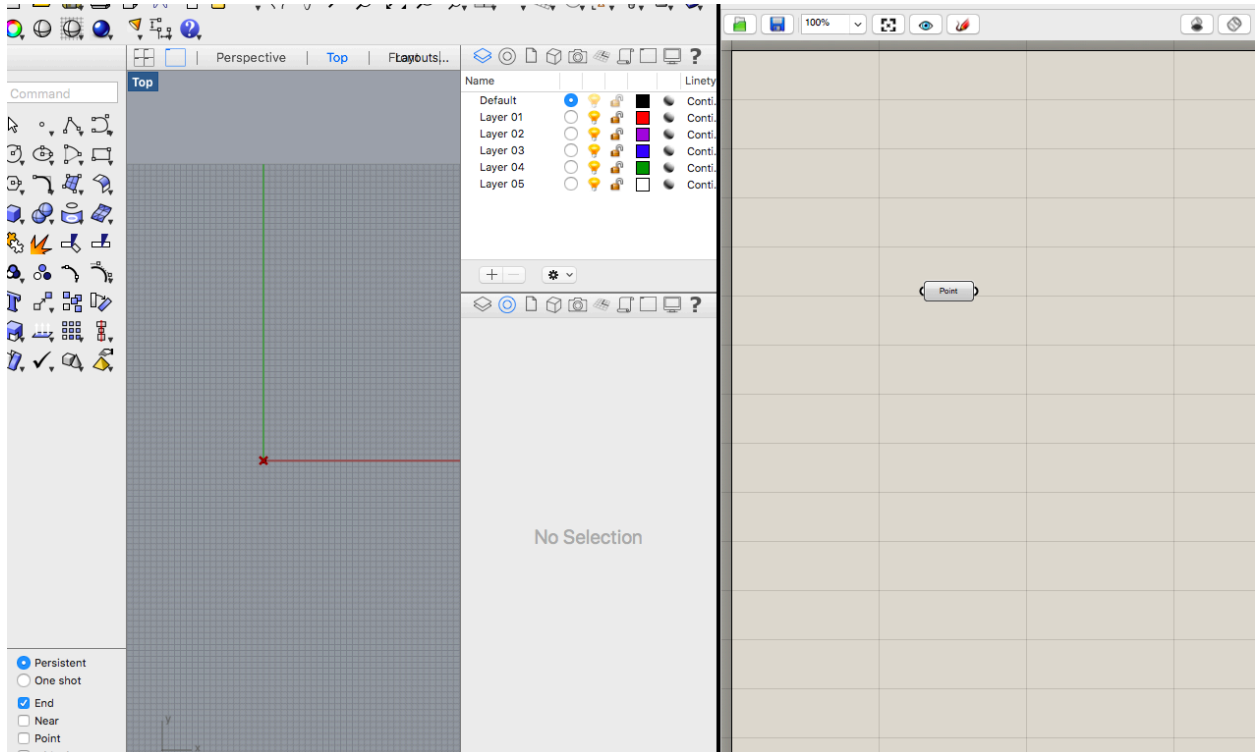 100%
Perspective | Top | Layouts...
Top
Command
Name Linety
Default Conti.
Layer 01 Conti.
Layer 02 Conti.
Layer 03 Conti.
Layer 04 Conti.
Layer 05 Conti.
Point
No Selection
Persistent
One shot
End
Near
Point
y
x